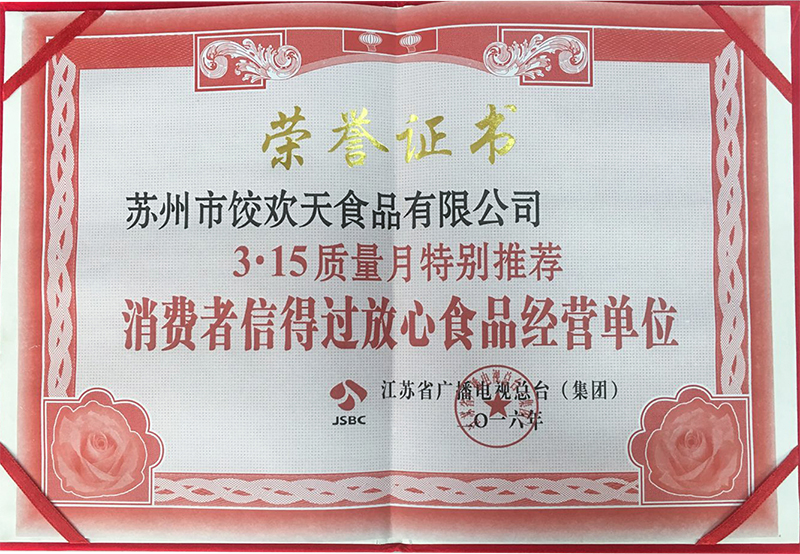 荣誉证书
苏州市饺欢天食品有限公司
3·15质量月特别推荐
消费者信得过放心食品经营单位
JSBC
江苏省广播电视总台（集团）
二〇一六年